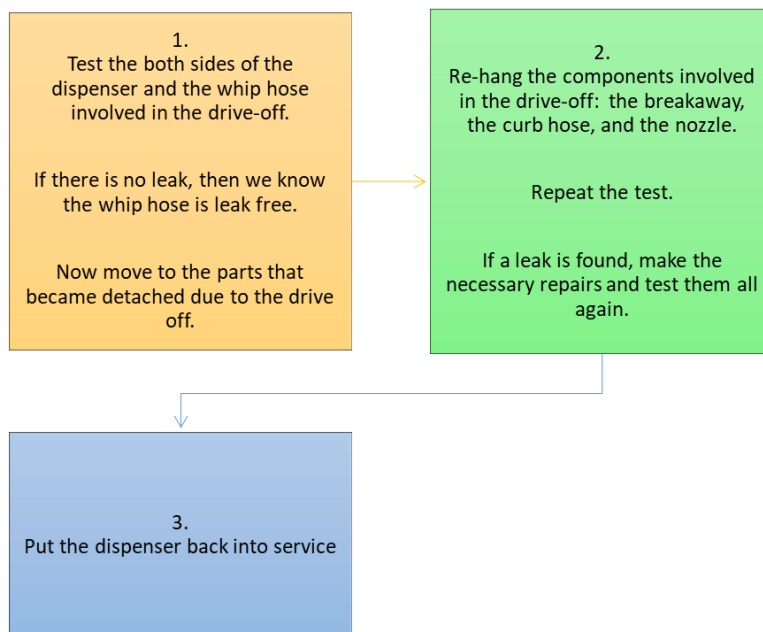 1.
Test the both sides of the
dispenser and the whip hose
involved in the drive-off.
If there is no leak, then we know
the whip hose is leak free.
Now move to the parts that
became detached due to the drive
off.
2.
Re-hang the components involved
in the drive-off:  the breakaway,
the curb hose, and the nozzle.
Repeat the test.
If a leak is found, make the
necessary repairs and test them all
again.
3.
Put the dispenser back into service